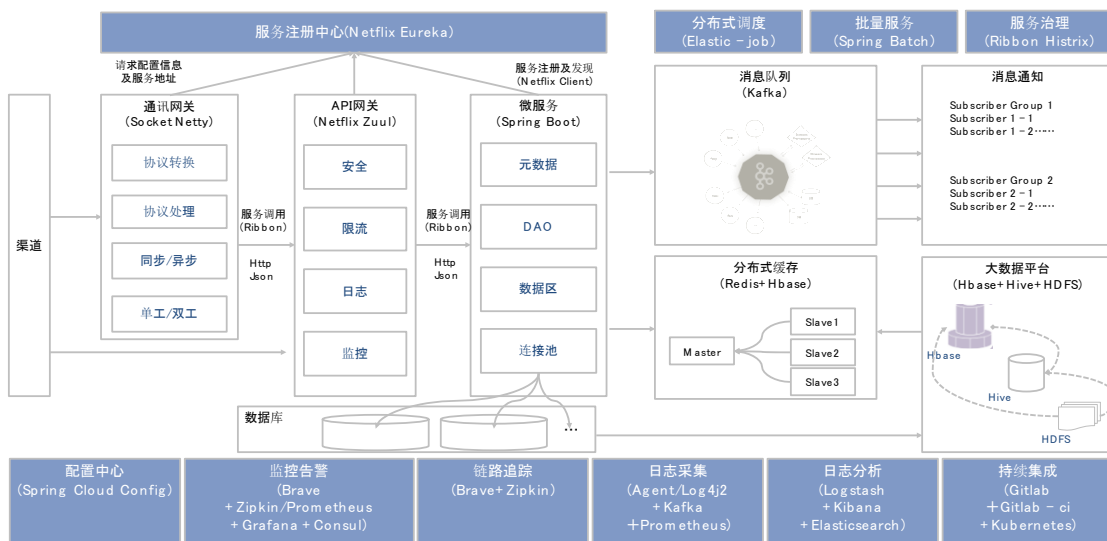 服务注册中心(Netflix Eureka)
分布式调度
(Elastic – job)
批量服务
(Spring Batch)
服务治理
(Ribbon Histrix)
请求配置信息
及服务地址
服务注册及发现
(Netflix Client)
渠道
通讯网关
(Socket Netty)
协议转换
协议处理
同步/异步
单工/双工
服务调用
(Ribbon)
Http
Json
API网关
(Netflix Zuul)
安全
限流
日志
监控
服务调用
(Ribbon)
Http
Json
微服务
(Spring Boot)
元数据
DAO
数据区
连接池
消息队列
(Kafka)
消息通知
Subscriber Group 1
Subscriber 1 – 1
Subscriber 1 – 2……
Subscriber Group 2
Subscriber 2 – 1
Subscriber 2 – 2……
分布式缓存
(Redis+Hbase)
Master
Slave1
Slave2
Slave3
大数据平台
(Hbase+Hive+HDFS)
Hbase
Hive
HDFS
数据库
…
配置中心
(Spring Cloud Config)
监控告警
(Brave
+Zipkin/Prometheus
+Grafana+Consul)
链路追踪
(Brave+Zipkin)
日志采集
(Agent/Log4j2
+Kafka
+Prometheus)
日志分析
(Logstash
+Kibana
+Elasticsearch)
持续集成
(Gitlab
+Gitlab – ci
+Kubernetes)